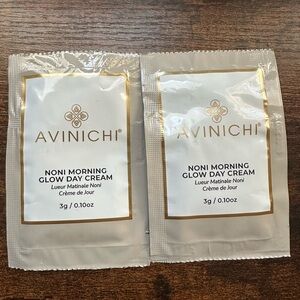 AVINICHI®
NONI MORNING
GLOW DAY CREAM
Lueur Matinale Noni
Crème de Jour
3g / 0.10oz
AVINICHI®
NONI MORNING
GLOW DAY CREAM
Lueur Matinale Noni
Crème de Jour
3g / 0.10oz